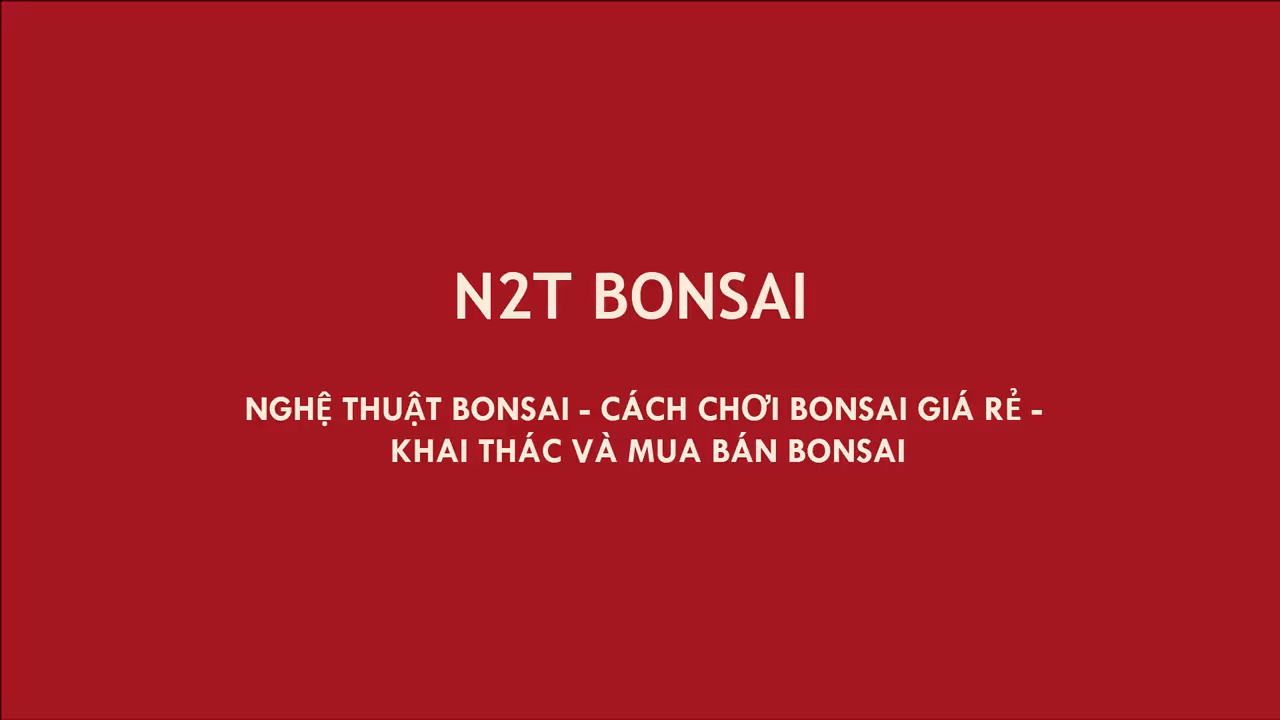 N2T BONSAI
NGHỆ THUẬT BONSAI - CÁCH CHƠI BONSAI GIÁ RẺ -
KHAI THÁC VÀ MUA BÁN BONSAI